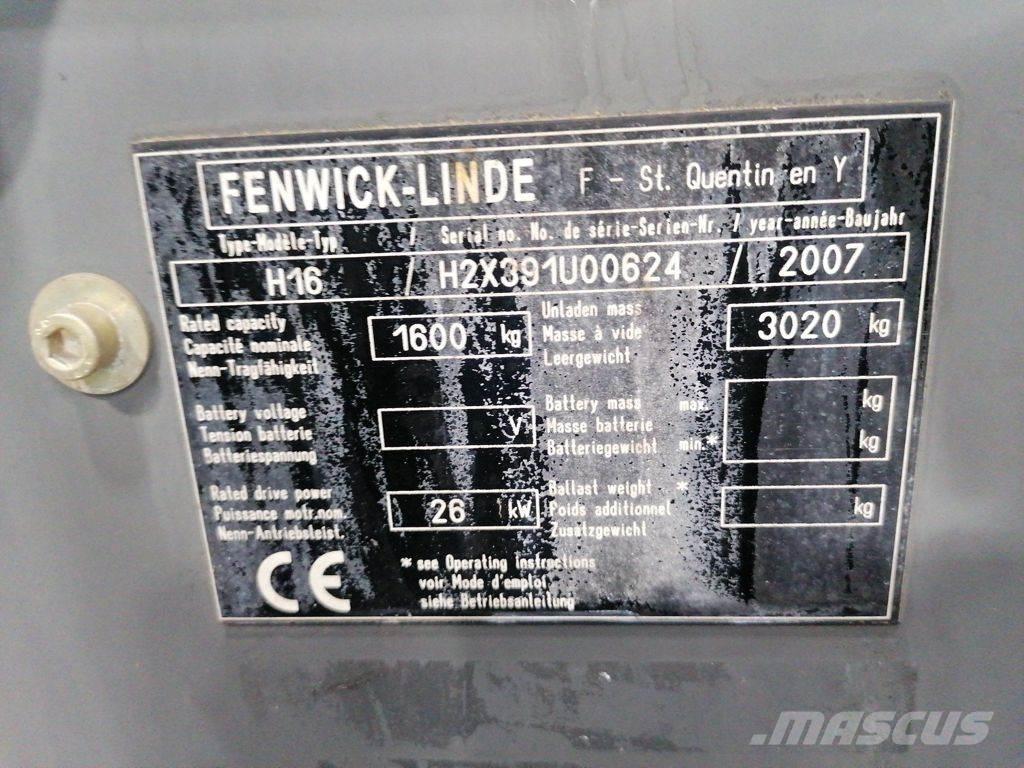 FENWICK-LINDE F - St. Quentin en Y
Type-Modèle-Typ / Serial no. No. de série-Serien-Nr. / year-année-Baujahr
H16 / H2X391U00624 / 2007
Rated capacity
Capacité nominale
Nenn-Tragfähigkeit
1600 kg
Unladen mass
Masse à vide
Leergewicht
3020 kg
Battery voltage
Tension batterie
Batteriespannung
V
Battery mass max.
Masse batterie
Batteriegewicht min.*
kg
kg
Rated drive power
Puissance motr.nom.
Nenn-Antriebsleist.
26 kW
Ballast weight *
Poids additionnel
Zusatzgewicht
kg
CE
* see Operating instructions
voir Mode d'emploi
siehe Betriebsanleitung
MASCUS